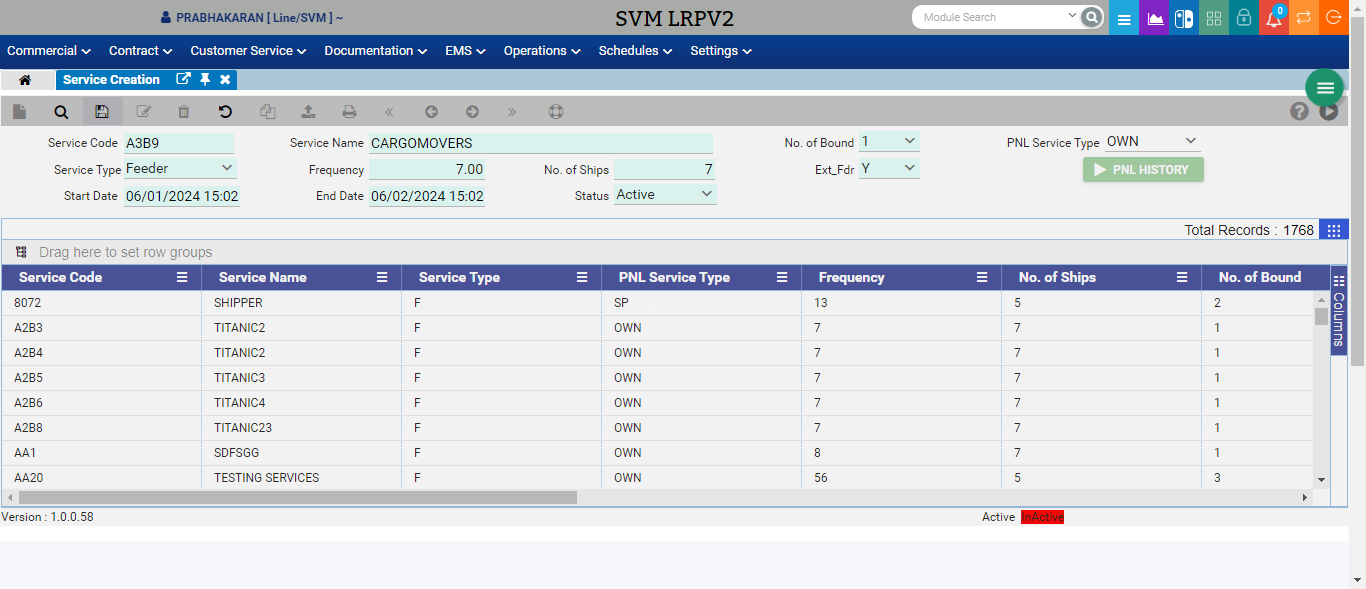 PRABHAKARAN [ Line/SVM ] ~
SVM LRPV2
Module Search
0
Commercial Contract Customer Service Documentation EMS Operations Schedules Settings
Service Creation
Service Code A3B9 Service Name CARGOMOVERS No. of Bound 1 PNL Service Type OWN
Service Type Feeder Frequency 7.00 No. of Ships 7 Ext_Fdr Y PNL HISTORY
Start Date 06/01/2024 15:02 End Date 06/02/2024 15:02 Status Active
Total Records : 1768
Drag here to set row groups
Service Code Service Name Service Type PNL Service Type Frequency No. of Ships No. of Bound
8072 SHIPPER F SP 13 5 2
A2B3 TITANIC2 F OWN 7 7 1
A2B4 TITANIC2 F OWN 7 7 1
A2B5 TITANIC3 F OWN 7 7 1
A2B6 TITANIC4 F OWN 7 7 1
A2B8 TITANIC23 F OWN 7 7 1
AA1 SDFSGG F OWN 8 7 1
AA20 TESTING SERVICES F OWN 56 5 3
Columns
Version : 1.0.0.58 Active InActive